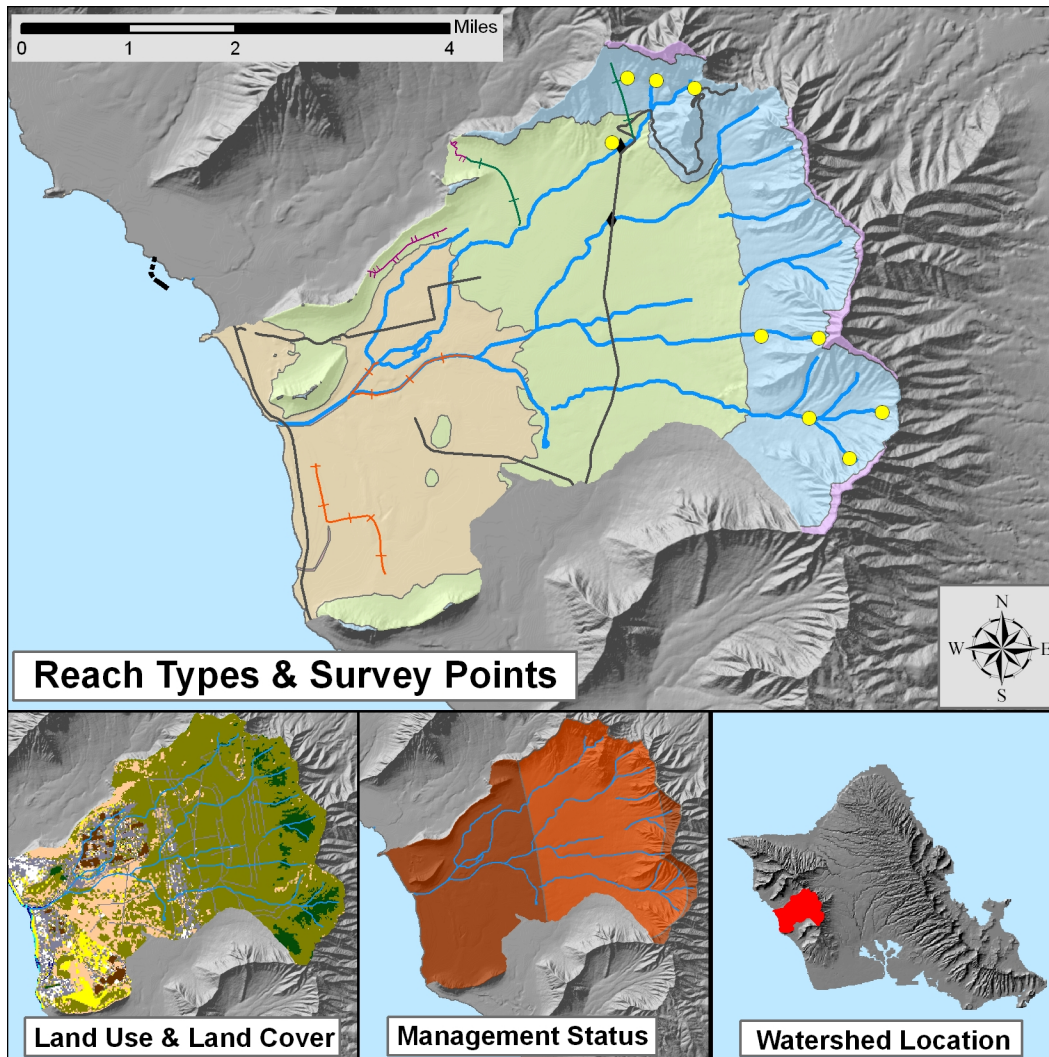 Miles
0 1 2 4
N
W E
S
Reach Types & Survey Points
Land Use & Land Cover
Management Status
Watershed Location